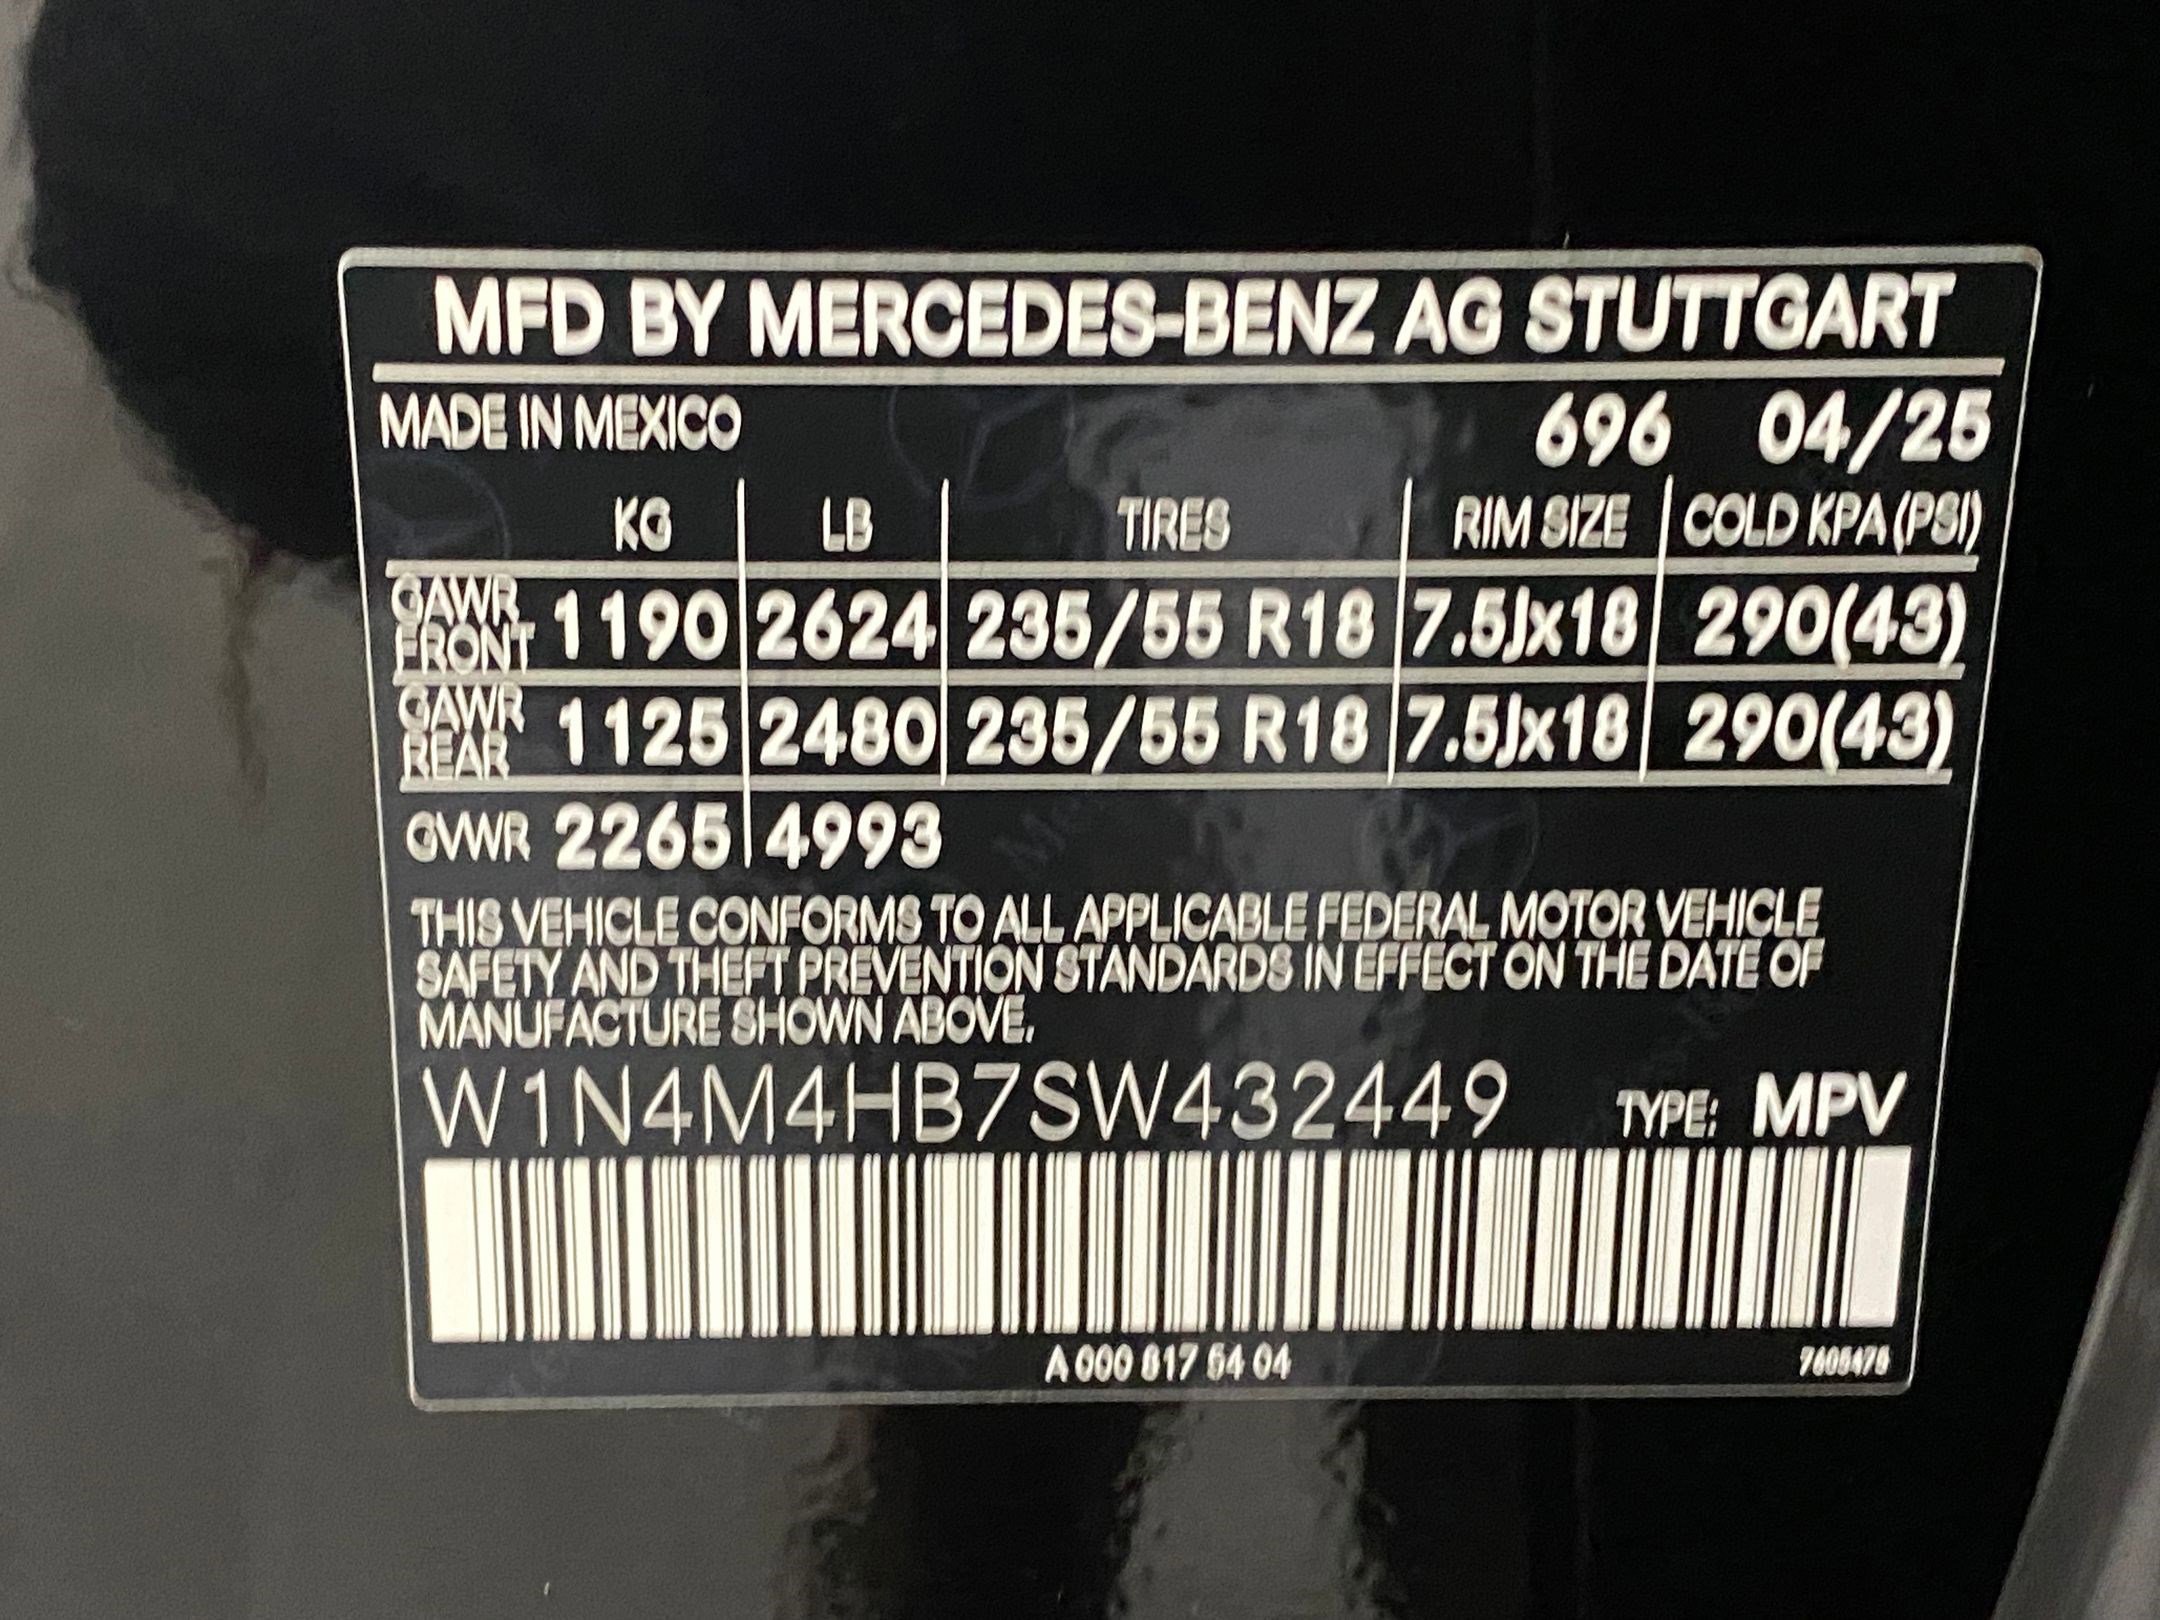 MFD BY MERCEDES-BENZ AG STUTTGART
MADE IN MEXICO 696 04/25
KG LB TIRES RIM SIZE COLD KPA (PSI)
GAWR FRONT 1190 2624 235/55 R18 7.5Jx18 290(43)
GAWR REAR 1125 2480 235/55 R18 7.5Jx18 290(43)
GVWR 2265 4993
THIS VEHICLE CONFORMS TO ALL APPLICABLE FEDERAL MOTOR VEHICLE
SAFETY AND THEFT PREVENTION STANDARDS IN EFFECT ON THE DATE OF
MANUFACTURE SHOWN ABOVE.
W1N4M4HB7SW432449 TYPE: MPV
A 000 817 54 04